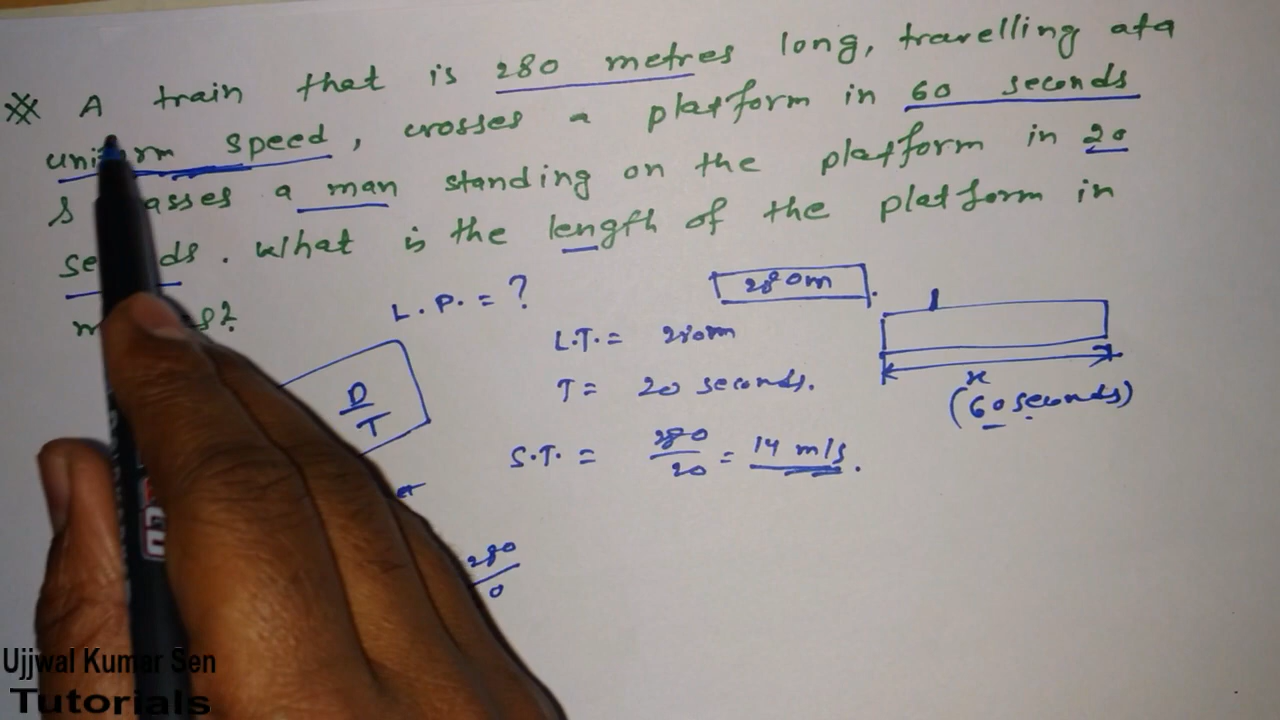 A train that is 280 metres long, travelling at a
uniform speed, crosses a platform in 60 seconds
& passes a man standing on the platform in 20
seconds. What is the length of the platform in
L.P. = ?
280m
L.T. = 280m
T = 20 seconds.
x
(60 seconds)
D/T
S.T. = 280/20 = 14 m/s.
280
0
Ujjwal Kumar Sen
Tutorials